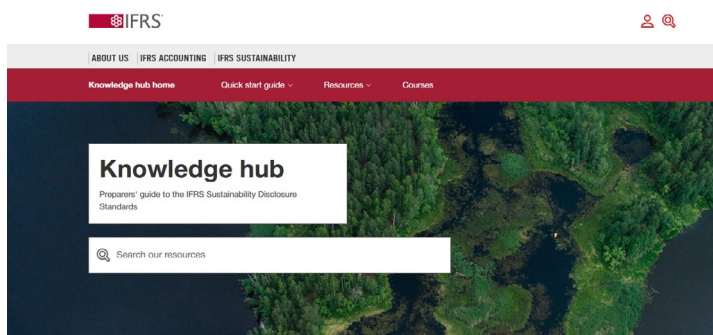 IFRS
ABOUT US IFRS ACCOUNTING IFRS SUSTAINABILITY
Knowledge hub home Quick start guide Resources Courses
Knowledge hub
Preparers' guide to the IFRS Sustainability Disclosure
Standards
Search our resources